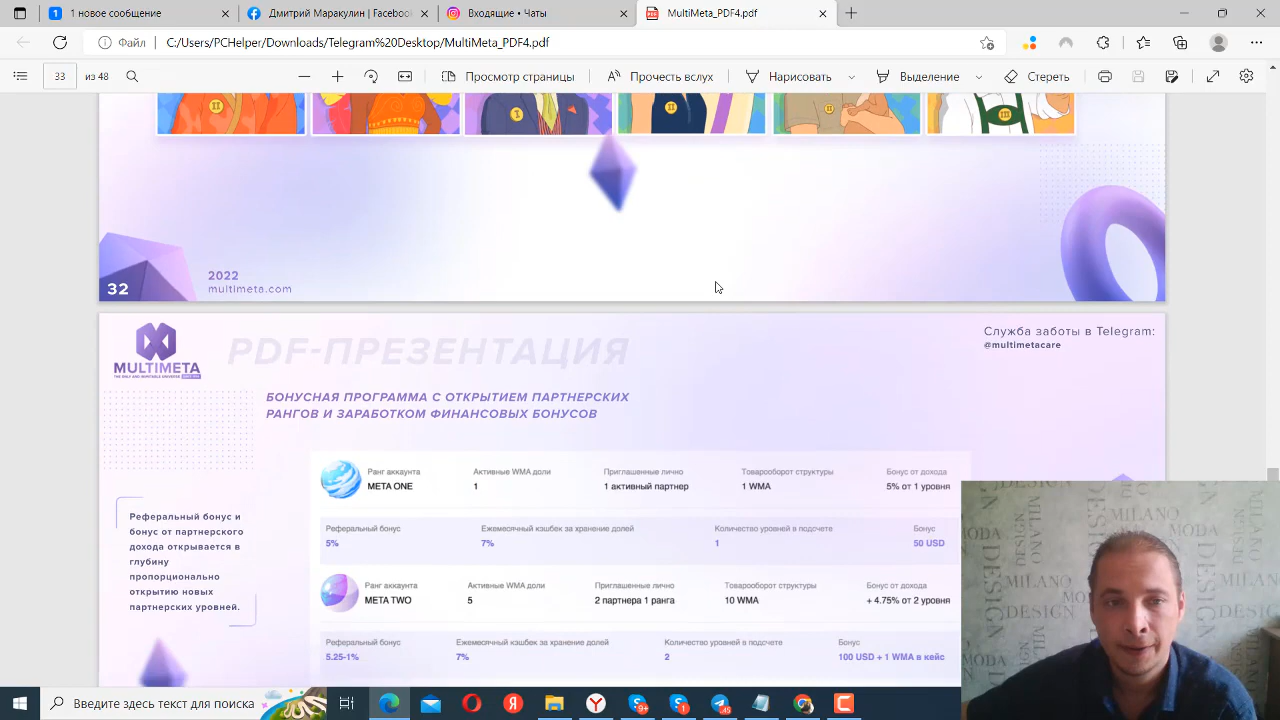 1 новое уведо
Домашняя страни
Входящие • Direct
MultiMeta_PDF4.pdf
Файл
C:/Users/PCHelper/Downloads/Telegram%20Desktop/MultiMeta_PDF4.pdf
33 из 48
Просмотр страницы
Прочесть вслух
Нарисовать
Выделение
Стереть
32
2022
multimeta.com
MULTIMETA
PDF-ПРЕЗЕНТАЦИЯ
Служба заботы в Telegram:
@multimetacare
БОНУСНАЯ ПРОГРАММА С ОТКРЫТИЕМ ПАРТНЕРСКИХ
РАНГОВ И ЗАРАБОТКОМ ФИНАНСОВЫХ БОНУСОВ
Реферальный бонус и
бонус от партнерского
дохода открывается в
глубину
пропорционально
открытию новых
партнерских уровней.
Ранг аккаунта Активные WMA доли Приглашенные лично Товарооборот структуры Бонус от дохода
META ONE 1 1 активный партнер 1 WMA 5% от 1 уровня
Реферальный бонус Ежемесячный кэшбек за хранение долей Количество уровней в подсчете Бонус
5% 7% 1 50 USD
Ранг аккаунта Активные WMA доли Приглашенные лично Товарооборот структуры Бонус от дохода
META TWO 5 2 партнера 1 ранга 10 WMA + 4.75% от 2 уровня
Реферальный бонус Ежемесячный кэшбек за хранение долей Количество уровней в подсчете Бонус
5.25-1% 7% 2 100 USD + 1 WMA в кейс
MILANO
DESIGN
MODA
Введите здесь текст для поиска